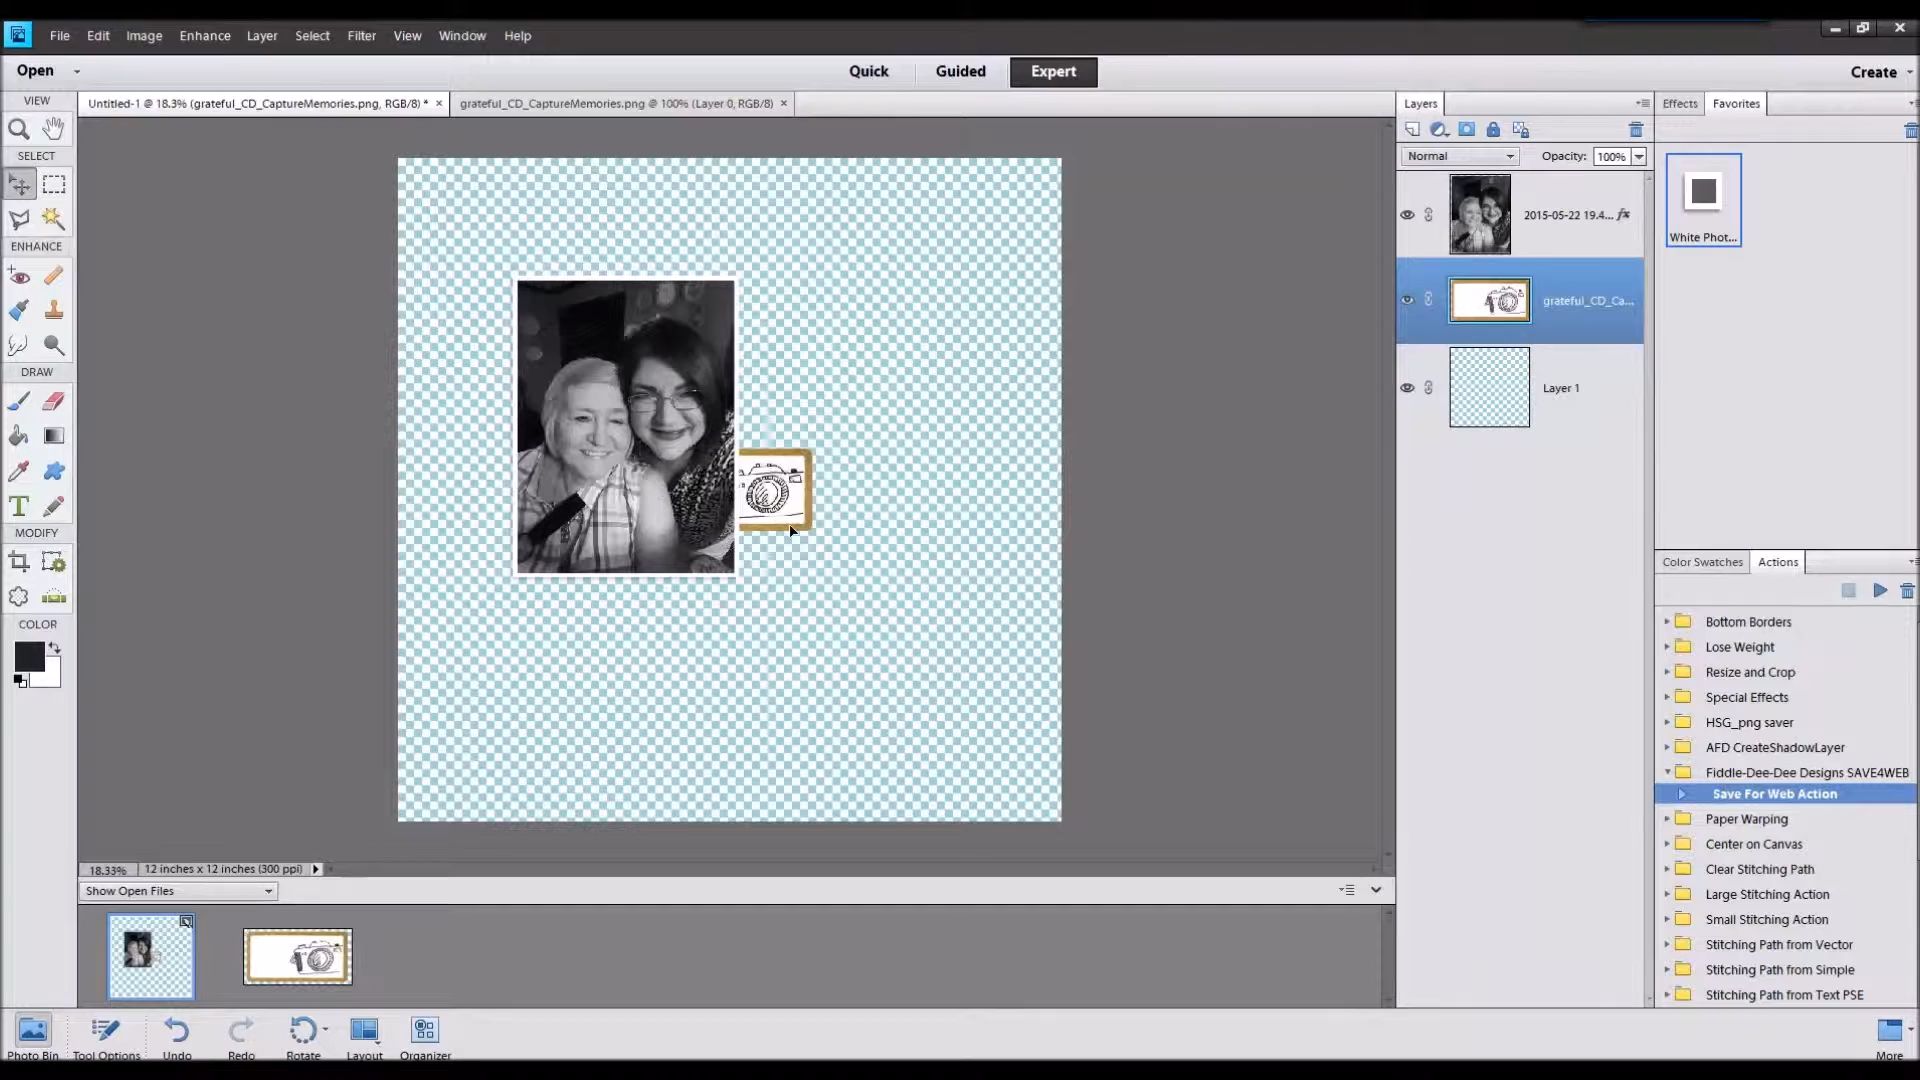 File Edit Image Enhance Layer Select Filter View Window Help
Open Quick Guided Expert Create
VIEW
Untitled-1 @ 18.3% (grateful_CD_CaptureMemories.png, RGB/8) * ×
grateful_CD_CaptureMemories.png @ 100% (Layer 0, RGB/8) ×
SELECT
ENHANCE
DRAW
T
MODIFY
COLOR
18.33% 12 inches x 12 inches (300 ppi)
Show Open Files
Layers
Normal Opacity: 100%
2015-05-22 19.4... fx
grateful_CD_Ca...
Layer 1
Effects Favorites
White Phot...
Color Swatches Actions
Bottom Borders
Lose Weight
Resize and Crop
Special Effects
HSG_png saver
AFD CreateShadowLayer
Fiddle-Dee-Dee Designs SAVE4WEB
Save For Web Action
Paper Warping
Center on Canvas
Clear Stitching Path
Large Stitching Action
Small Stitching Action
Stitching Path from Vector
Stitching Path from Simple
Stitching Path from Text PSE
Photo Bin Tool Options Undo Redo Rotate Layout Organizer More